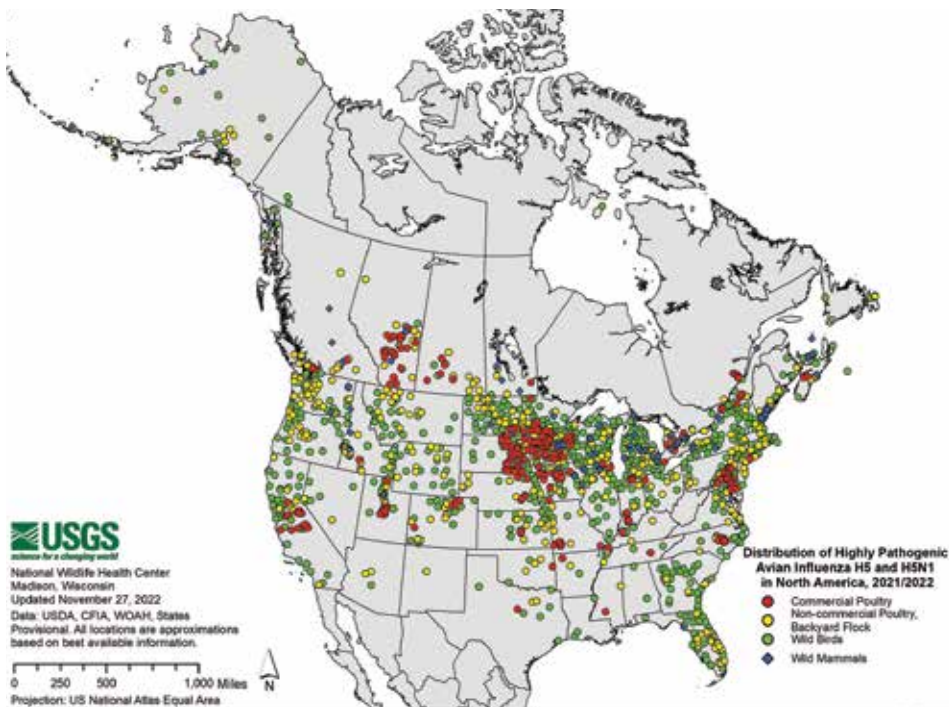 USGS
science for a changing world
National Wildlife Health Center
Madison, Wisconsin
Updated November 27, 2022
Data: USDA, CFIA, WOAH, States
Provisional. All locations are approximations
based on best available information.
0 250 500 1,000 Miles
N
Projection: US National Atlas Equal Area
Distribution of Highly Pathogenic
Avian Influenza H5 and H5N1
in North America, 2021/2022
Commercial Poultry
Non-commercial Poultry,
Backyard Flock
Wild Birds
Wild Mammals